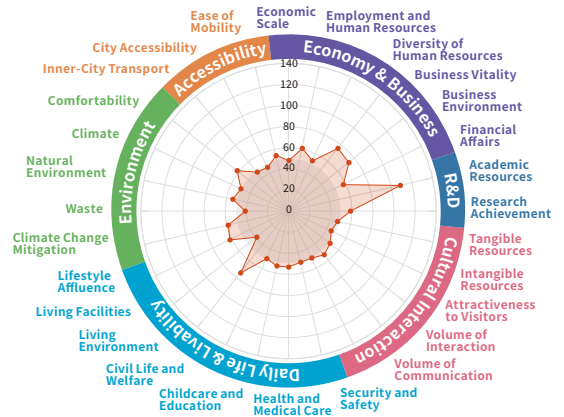 Economic
Scale
Employment and
Human Resources
Diversity of
Human Resources
Business Vitality
Business
Environment
Financial
Affairs
Academic
Resources
Research
Achievement
Tangible
Resources
Intangible
Resources
Attractiveness
to Visitors
Volume of
Interaction
Volume of
Communication
Security and
Safety
Health and
Medical Care
Childcare and
Education
Civil Life and
Welfare
Living
Environment
Living Facilities
Lifestyle
Affluence
Climate Change
Mitigation
Waste
Natural
Environment
Climate
Comfortability
Inner-City Transport
City Accessibility
Ease of
Mobility
Economy & Business
R&D
Cultural Interaction
Daily Life & Livability
Environment
Accessibility
140
120
100
80
60
40
20
0